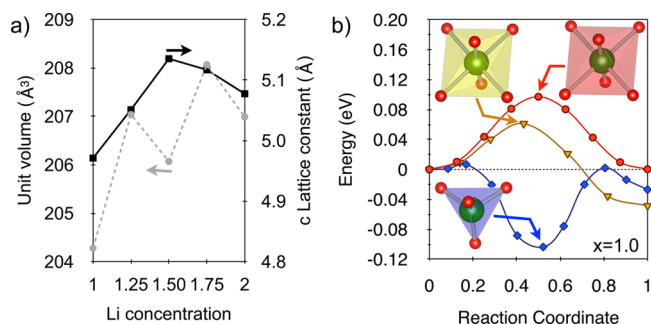 a)
Unit volume (Å³)
209
208
207
206
205
204
5.2
5.1
5.0
4.9
4.8
c Lattice constant (Å)
1 1.25 1.50 1.75 2
Li concentration
b)
Energy (eV)
0.20
0.16
0.12
0.08
0.04
0
-0.04
-0.08
-0.12
x=1.0
0 0.2 0.4 0.6 0.8 1.0
Reaction Coordinate